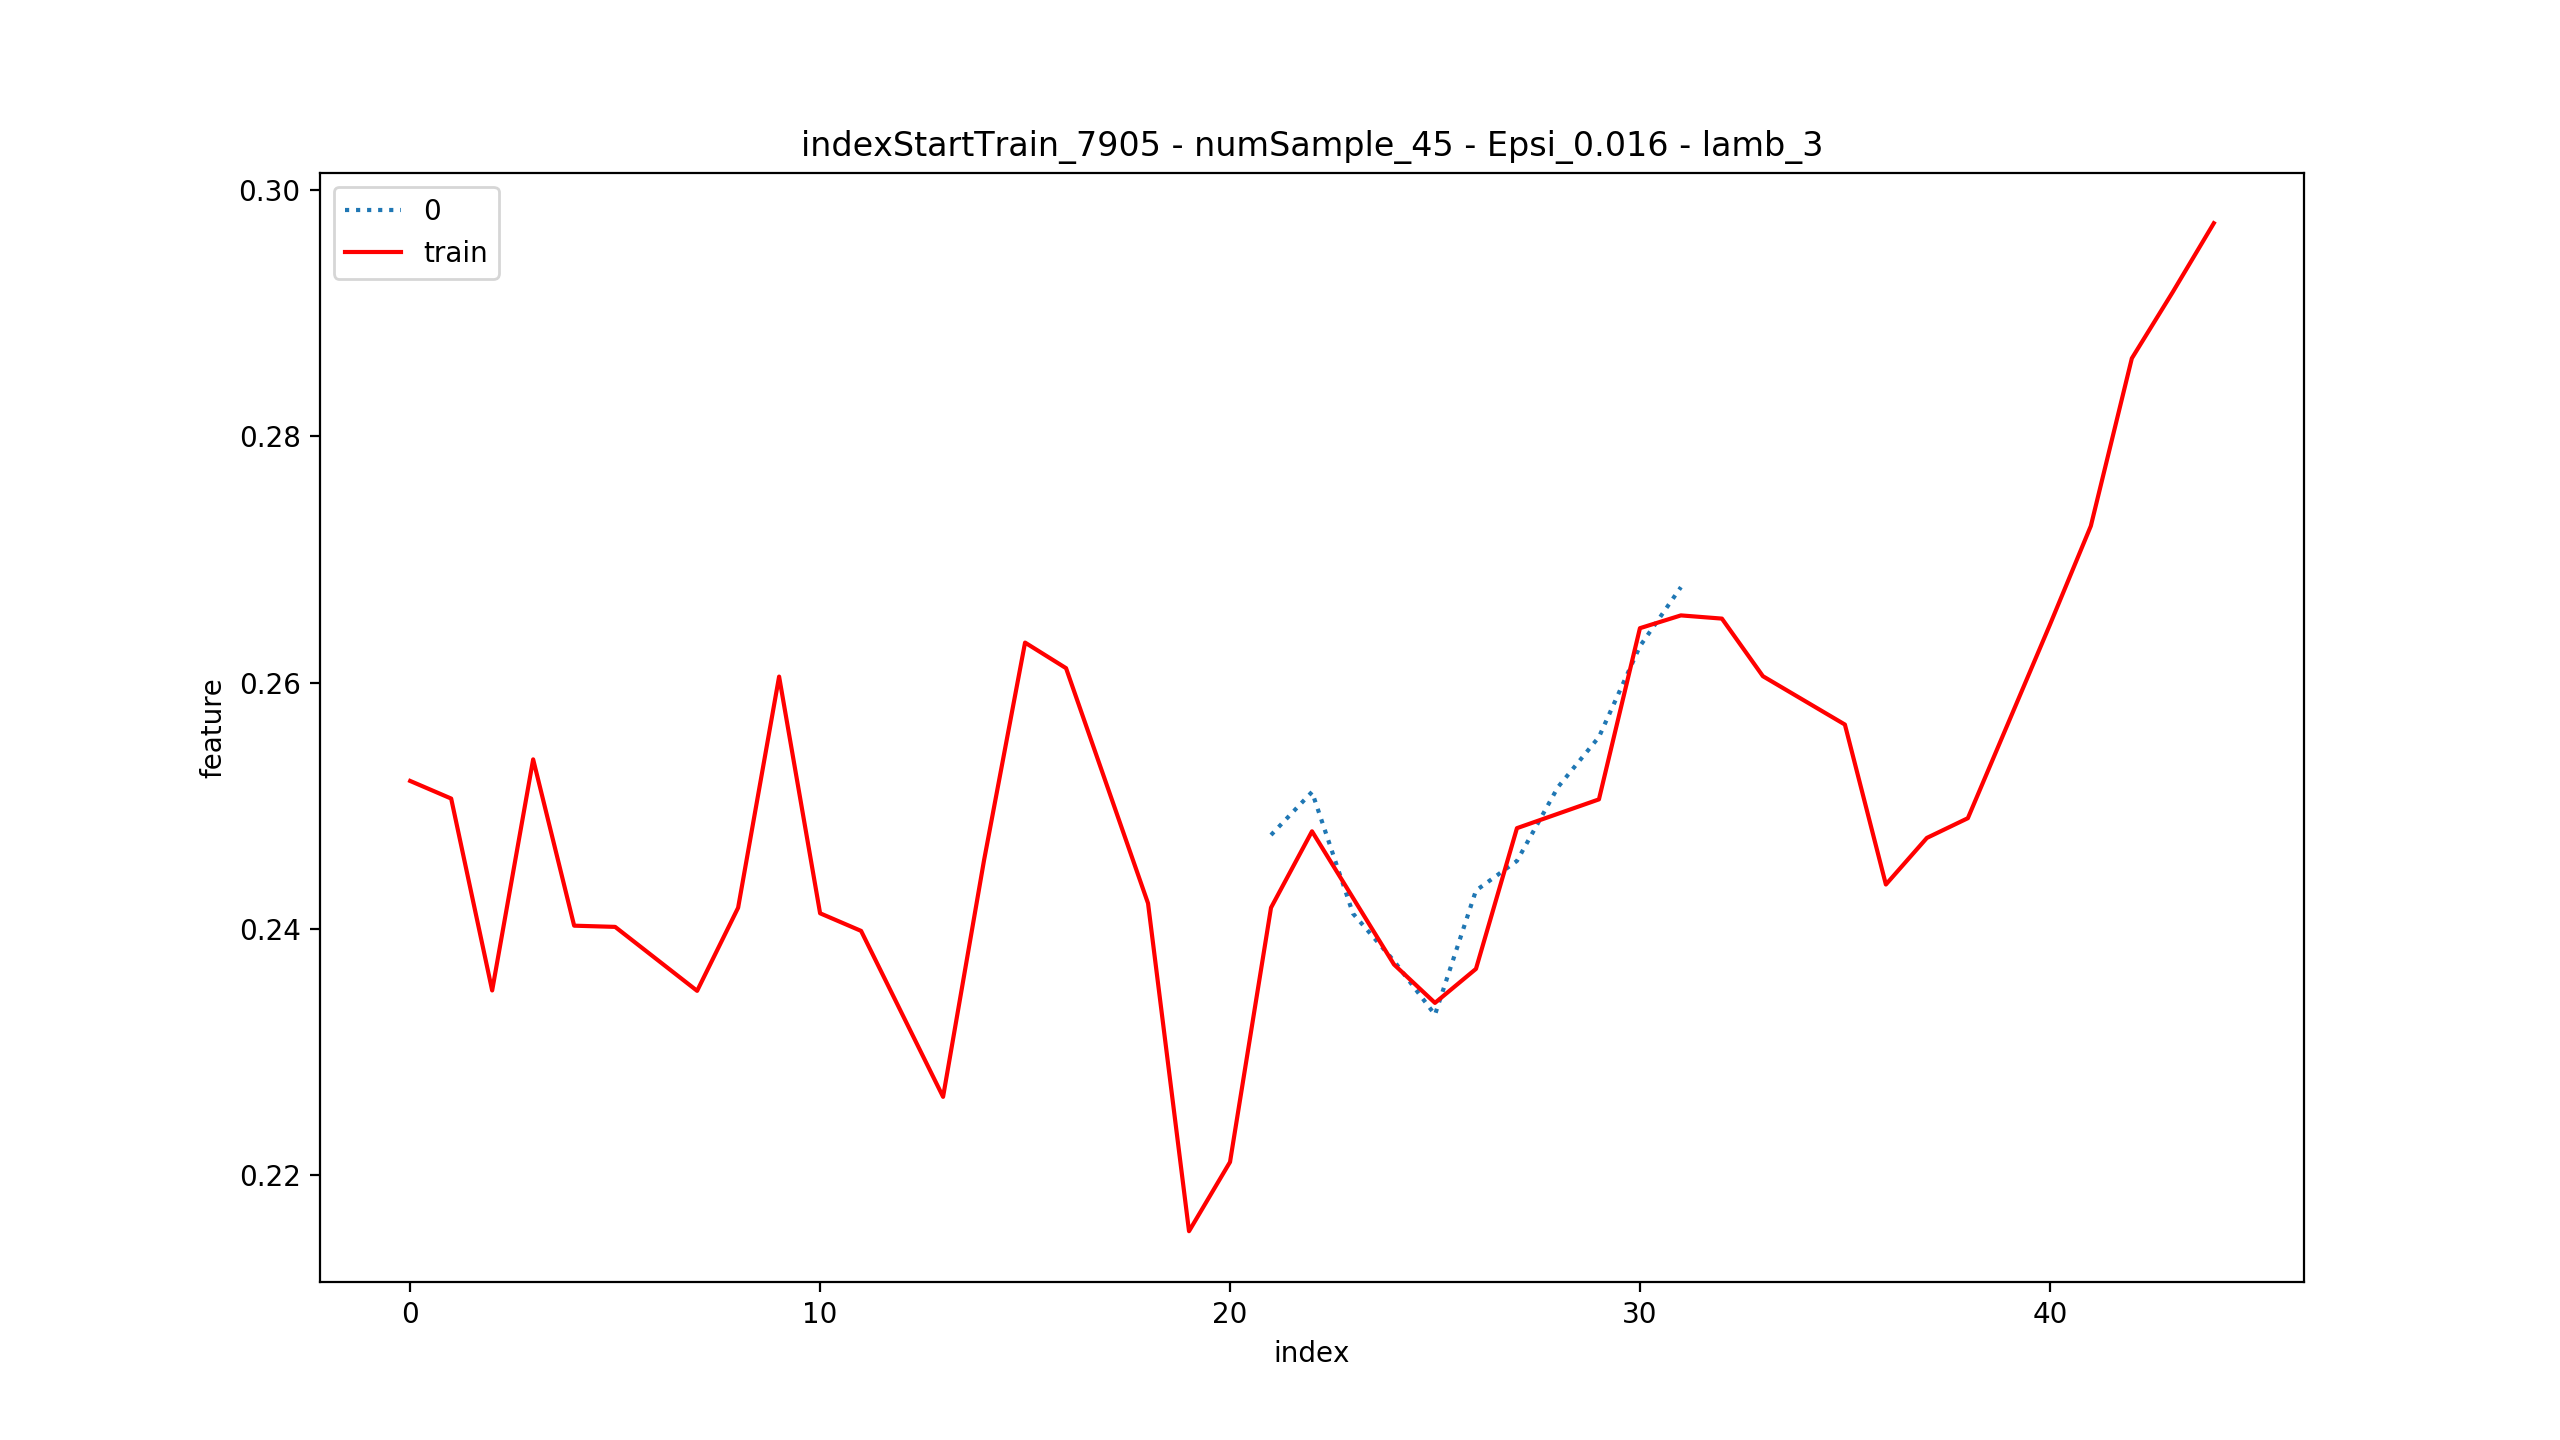 indexStartTrain_7905 - numSample_45 - Epsi_0.016 - lamb_3
0
train
feature
0.30
0.28
0.26
0.24
0.22
0 10 20 30 40
index